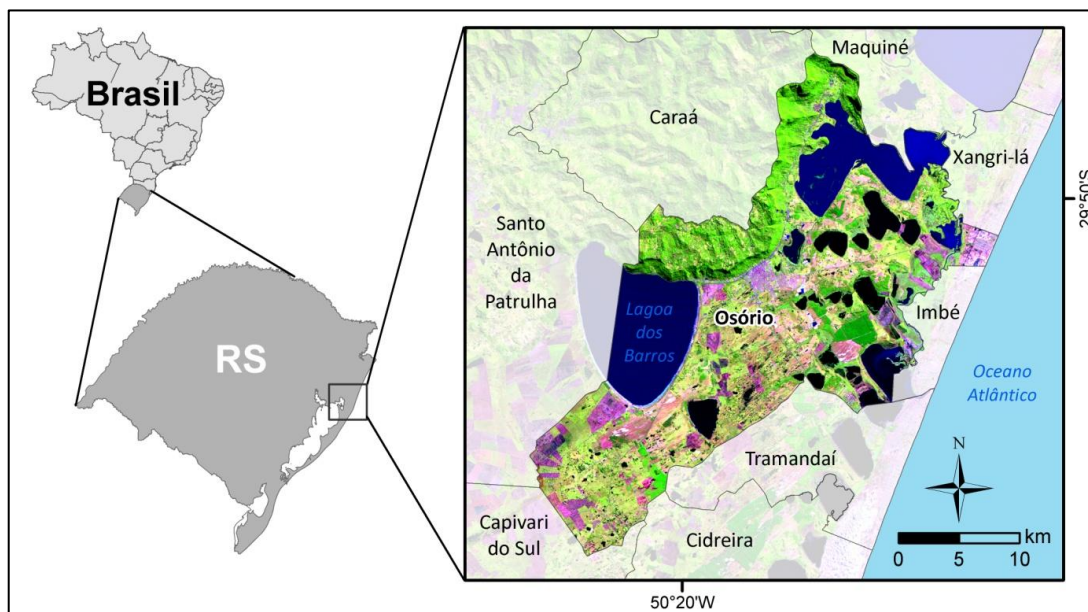 Brasil
RS
Maquiné
Caraá
Xangri-lá
29°50'S
Santo
Antônio
da
Patrulha
Lagoa
dos
Barros
Osório
Imbé
Oceano
Atlântico
Tramandaí
N
Capivari
do Sul
Cidreira
km
0 5 10
50°20'W